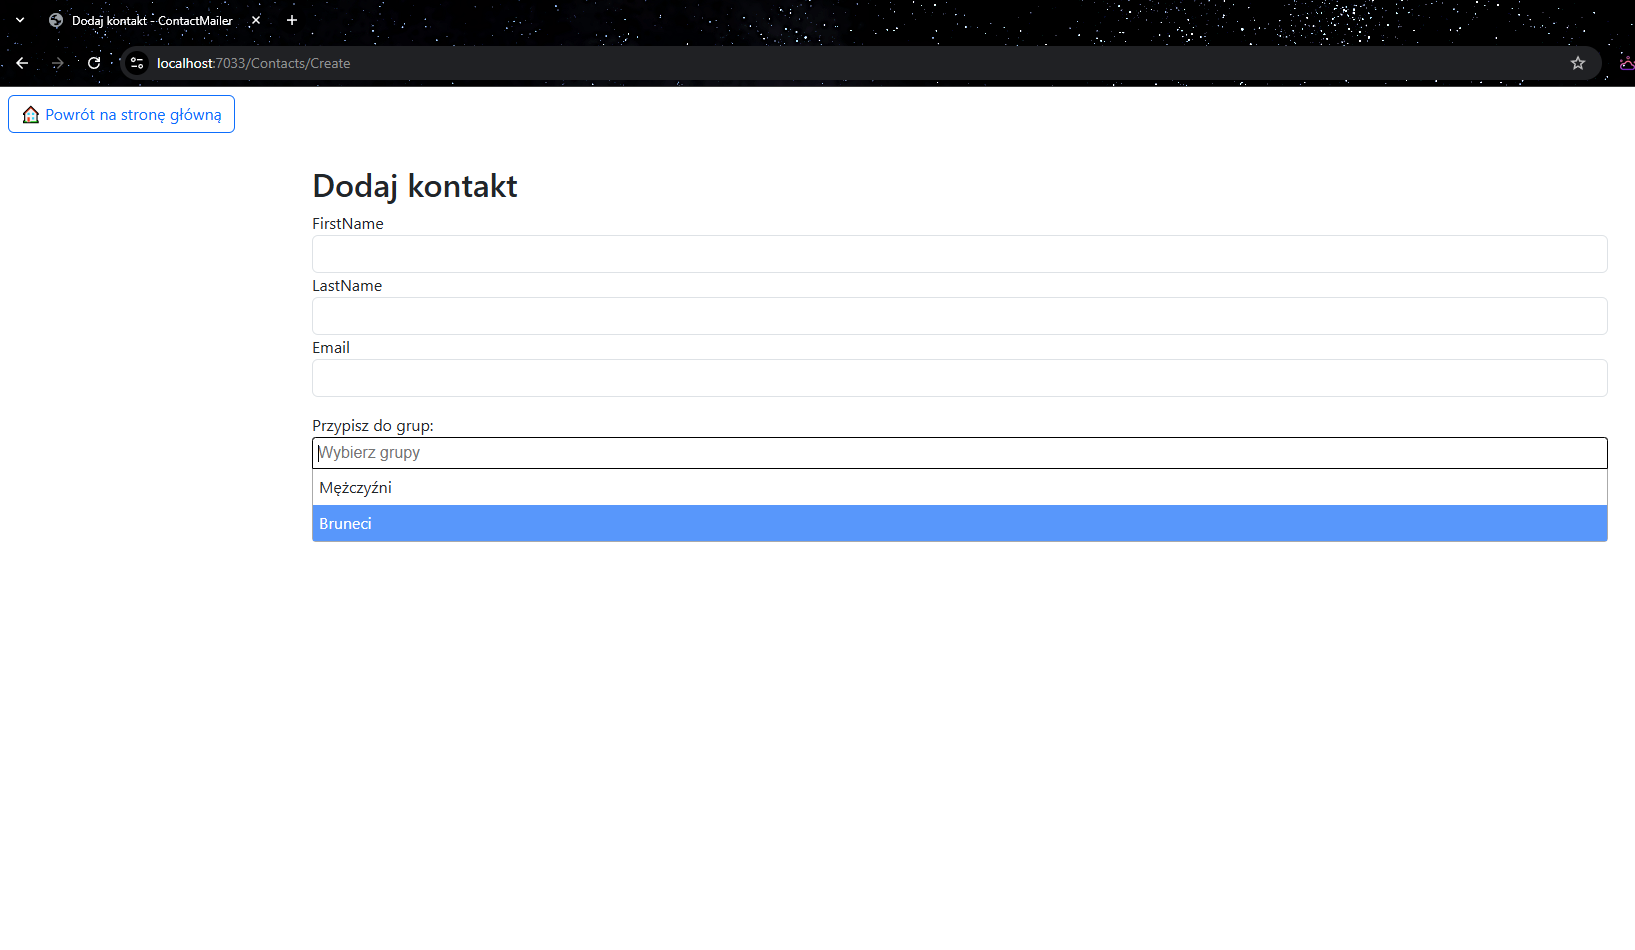 Dodaj kontakt - ContactMailer
localhost:7033/Contacts/Create
Powrót na stronę główną
Dodaj kontakt
FirstName
LastName
Email
Przypisz do grup:
Wybierz grupy
Mężczyźni
Bruneci